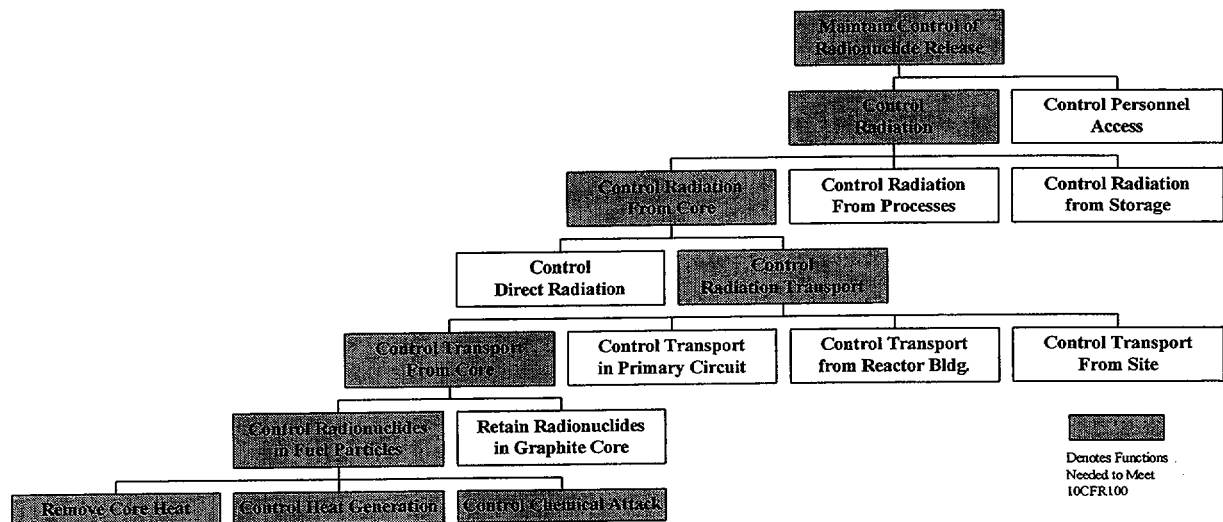 Maintain Control of
Radionuclide Release
Control
Radiation
Control Personnel
Access
Control Radiation
From Core
Control Radiation
From Processes
Control Radiation
from Storage
Control
Direct Radiation
Control
Radiation Transport
Control Transport
From Core
Control Transport
in Primary Circuit
Control Transport
from Reactor Bldg.
Control Transport
From Site
Control Radionuclides
in Fuel Particles
Retain Radionuclides
in Graphite Core
Denotes Functions
Needed to Meet
10CFR100
Remove Core Heat
Control Heat Generation
Control Chemical Attack